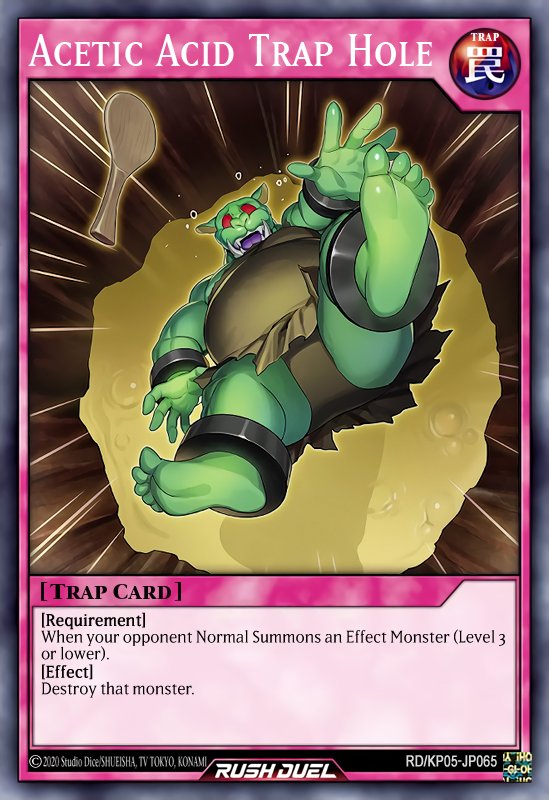 Acetic Acid Trap Hole
TRAP
罠
[Trap Card]
[Requirement]
When your opponent Normal Summons an Effect Monster (Level 3
or lower).
[Effect]
Destroy that monster.
©2020 Studio Dice/SHUEISHA, TV TOKYO, KONAMI
RUSH DUEL
RD/KP05-JP065